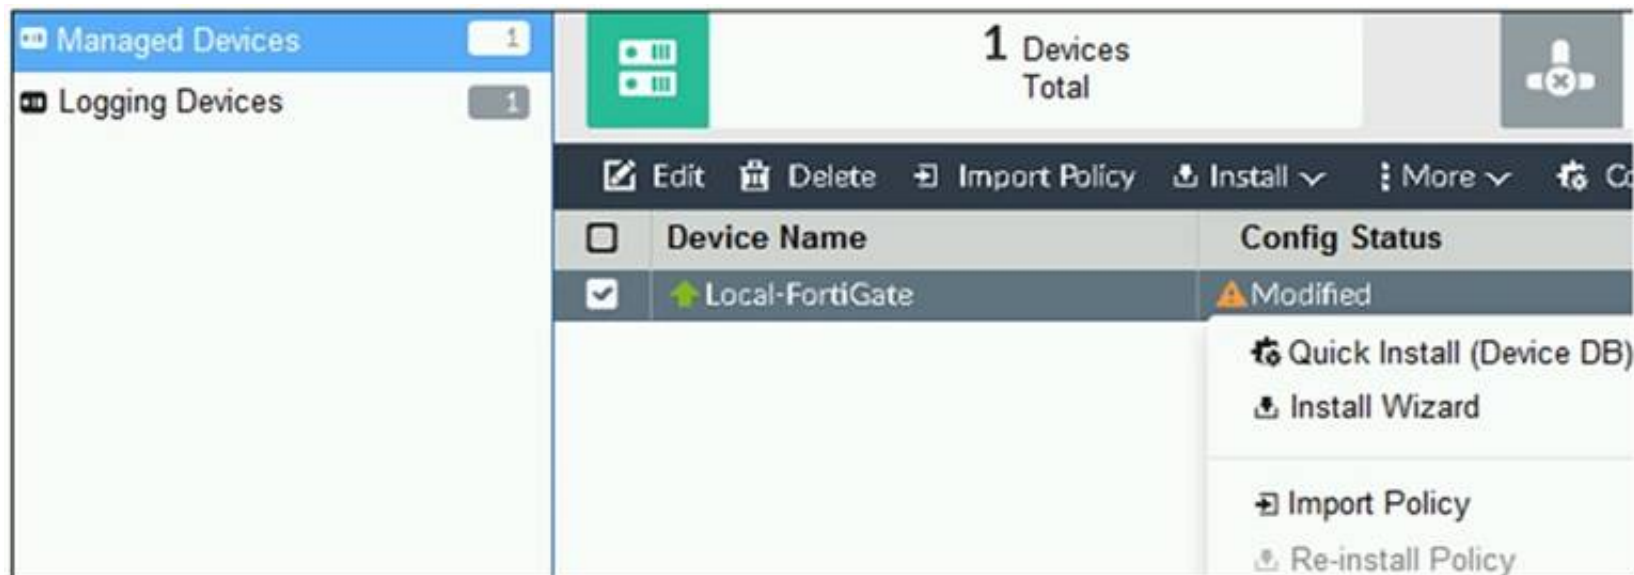 Managed Devices 1
Logging Devices 1
1 Devices
Total
Edit Delete Import Policy Install More
Device Name Config Status
Local-FortiGate Modified
Quick Install (Device DB)
Install Wizard
Import Policy
Re-install Policy